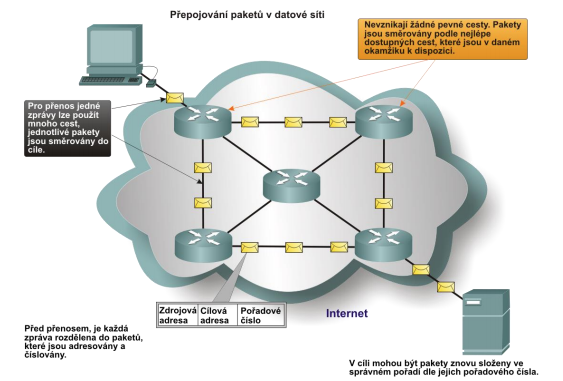 Přepojování paketů v datové síti
Nevznikají žádné pevné cesty. Pakety
jsou směrovány podle nejlépe
dostupných cest, které jsou v daném
okamžiku k dispozici.
Pro přenos jedné
zprávy lze použít
mnoho cest,
jednotlivé pakety
jsou směrovány do
cíle.
Zdrojová adresa
Cílová adresa
Pořadové číslo
Internet
Před přenosem, je každá
zpráva rozdělena do paketů,
které jsou adresovány a
číslovány.
V cíli mohou být pakety znovu složeny ve
správném pořadí dle jejich pořadového čísla.